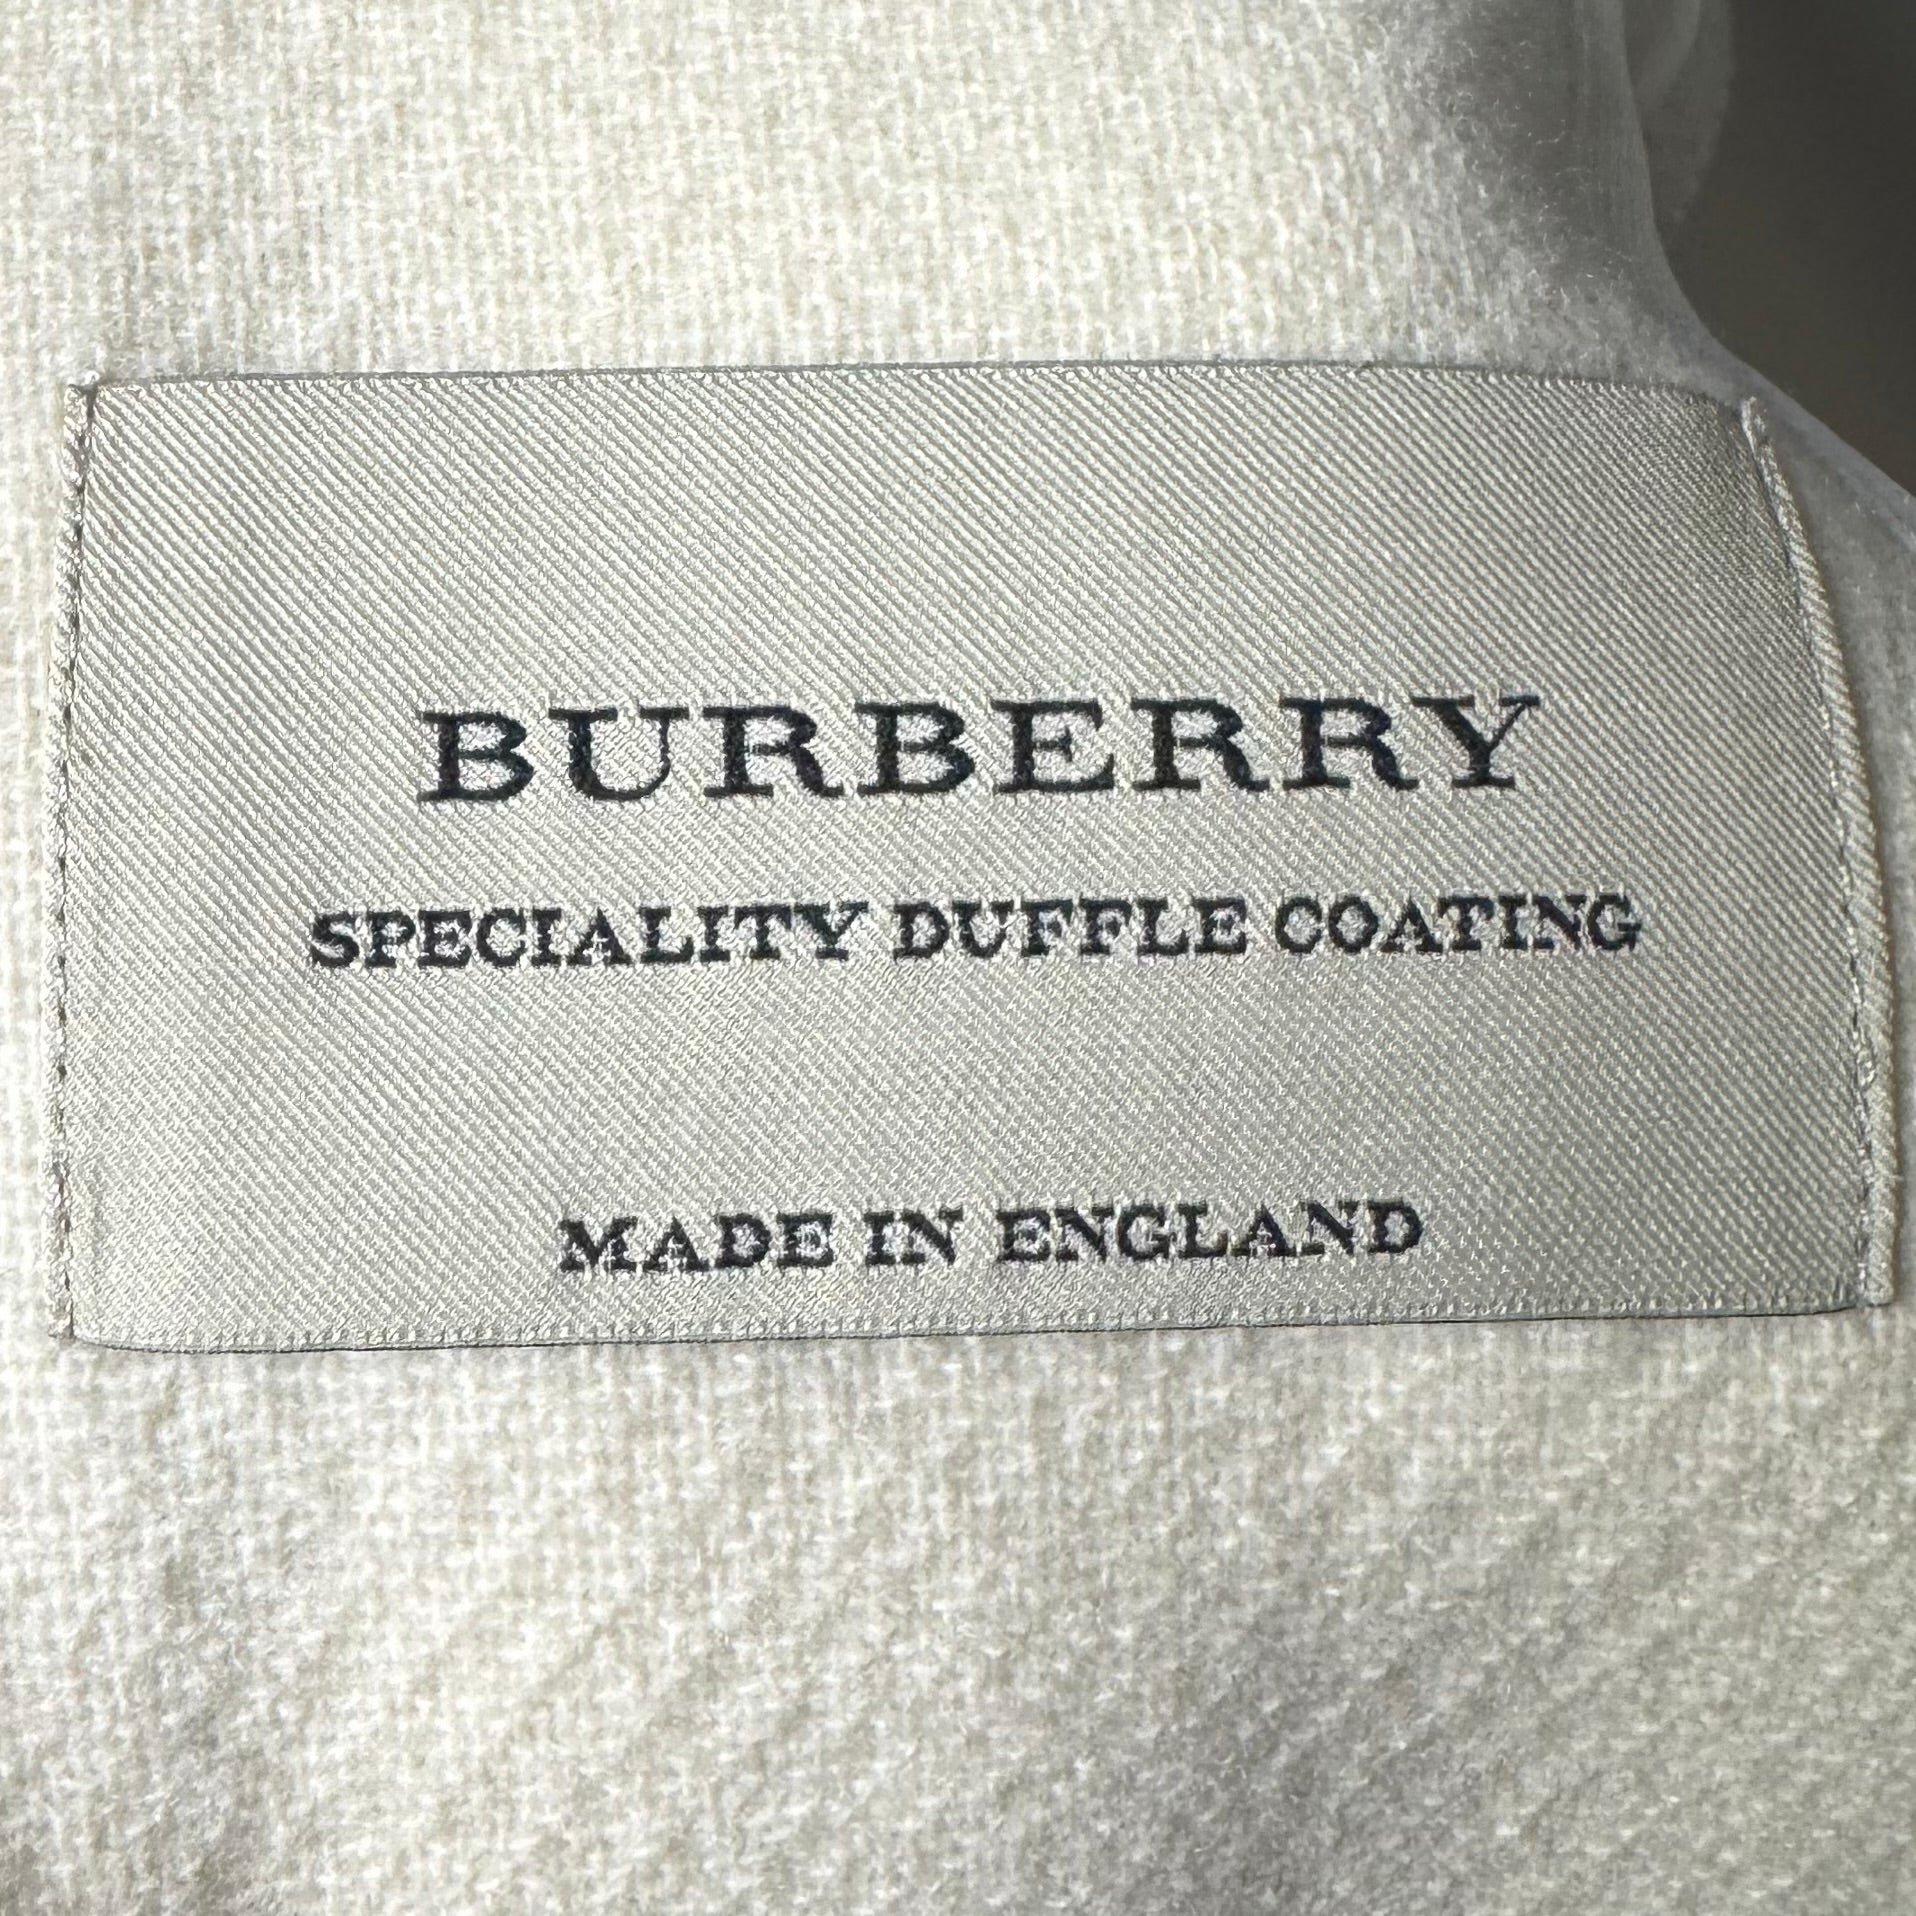 BURBERRY
SPECIALITY DUFFLE COATING
MADE IN ENGLAND